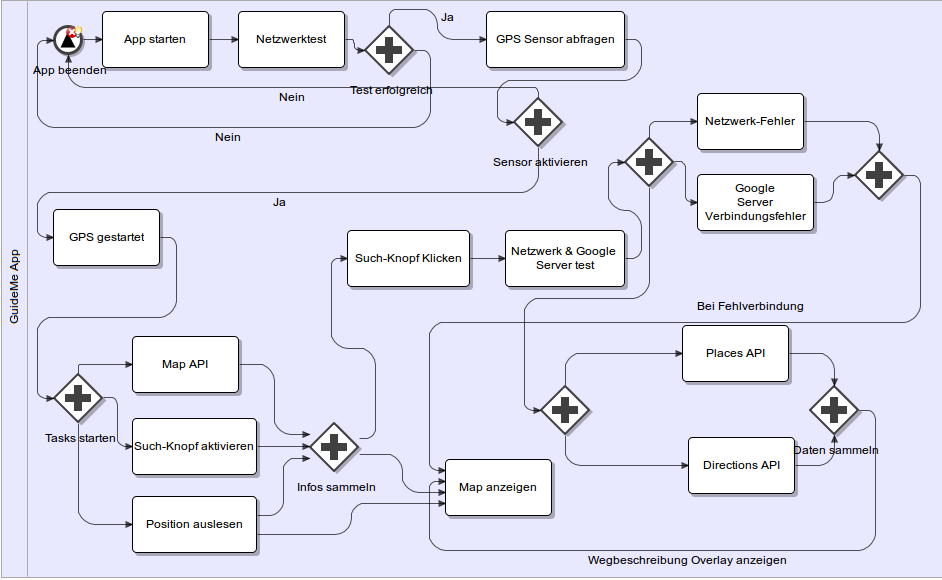 GuideMe App
App beenden
App starten
Netzwerktest
Test erfolgreich
Ja
GPS Sensor abfragen
Nein
Nein
Sensor aktivieren
Ja
Netzwerk-Fehler
Google
Server
Verbindungsfehler
GPS gestartet
Such-Knopf Klicken
Netzwerk & Google
Server test
Bei Fehlverbindung
Tasks starten
Map API
Such-Knopf aktivieren
Position auslesen
Infos sammeln
Map anzeigen
Places API
Directions API
Daten sammeln
Wegbeschreibung Overlay anzeigen